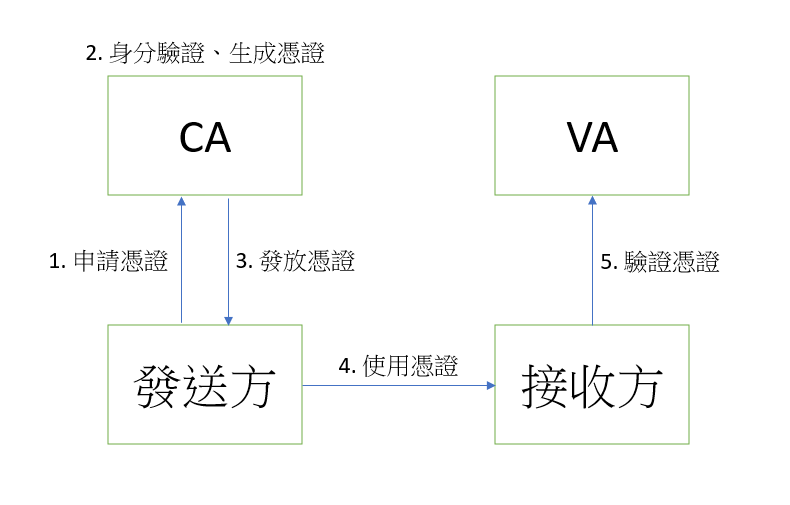 2. 身分驗證、生成憑證
CA
VA
1. 申請憑證
3. 發放憑證
5. 驗證憑證
發送方
4. 使用憑證
接收方